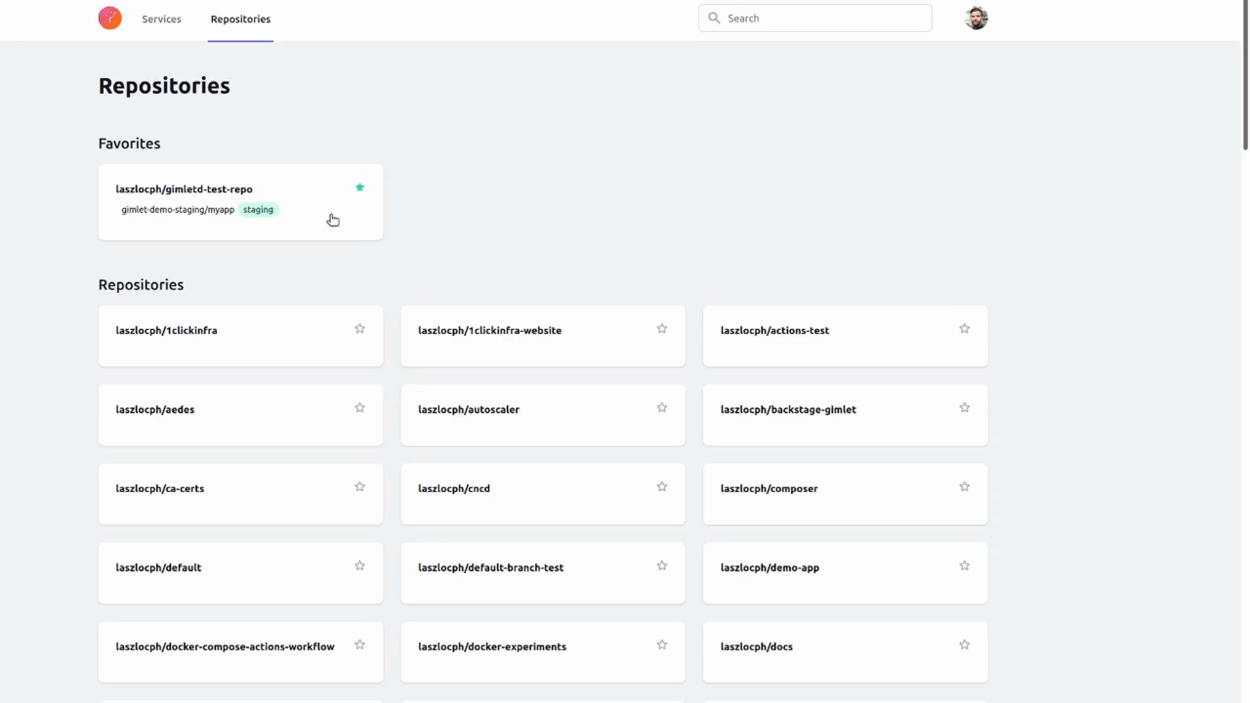 Services Repositories Search
Repositories
Favorites
laszlocph/gimletd-test-repo
gimlet-demo-staging/myapp staging
Repositories
laszlocph/1clickinfra laszlocph/1clickinfra-website laszlocph/actions-test
laszlocph/aedes laszlocph/autoscaler laszlocph/backstage-gimlet
laszlocph/ca-certs laszlocph/cncd laszlocph/composer
laszlocph/default laszlocph/default-branch-test laszlocph/demo-app
laszlocph/docker-compose-actions-workflow laszlocph/docker-experiments laszlocph/docs